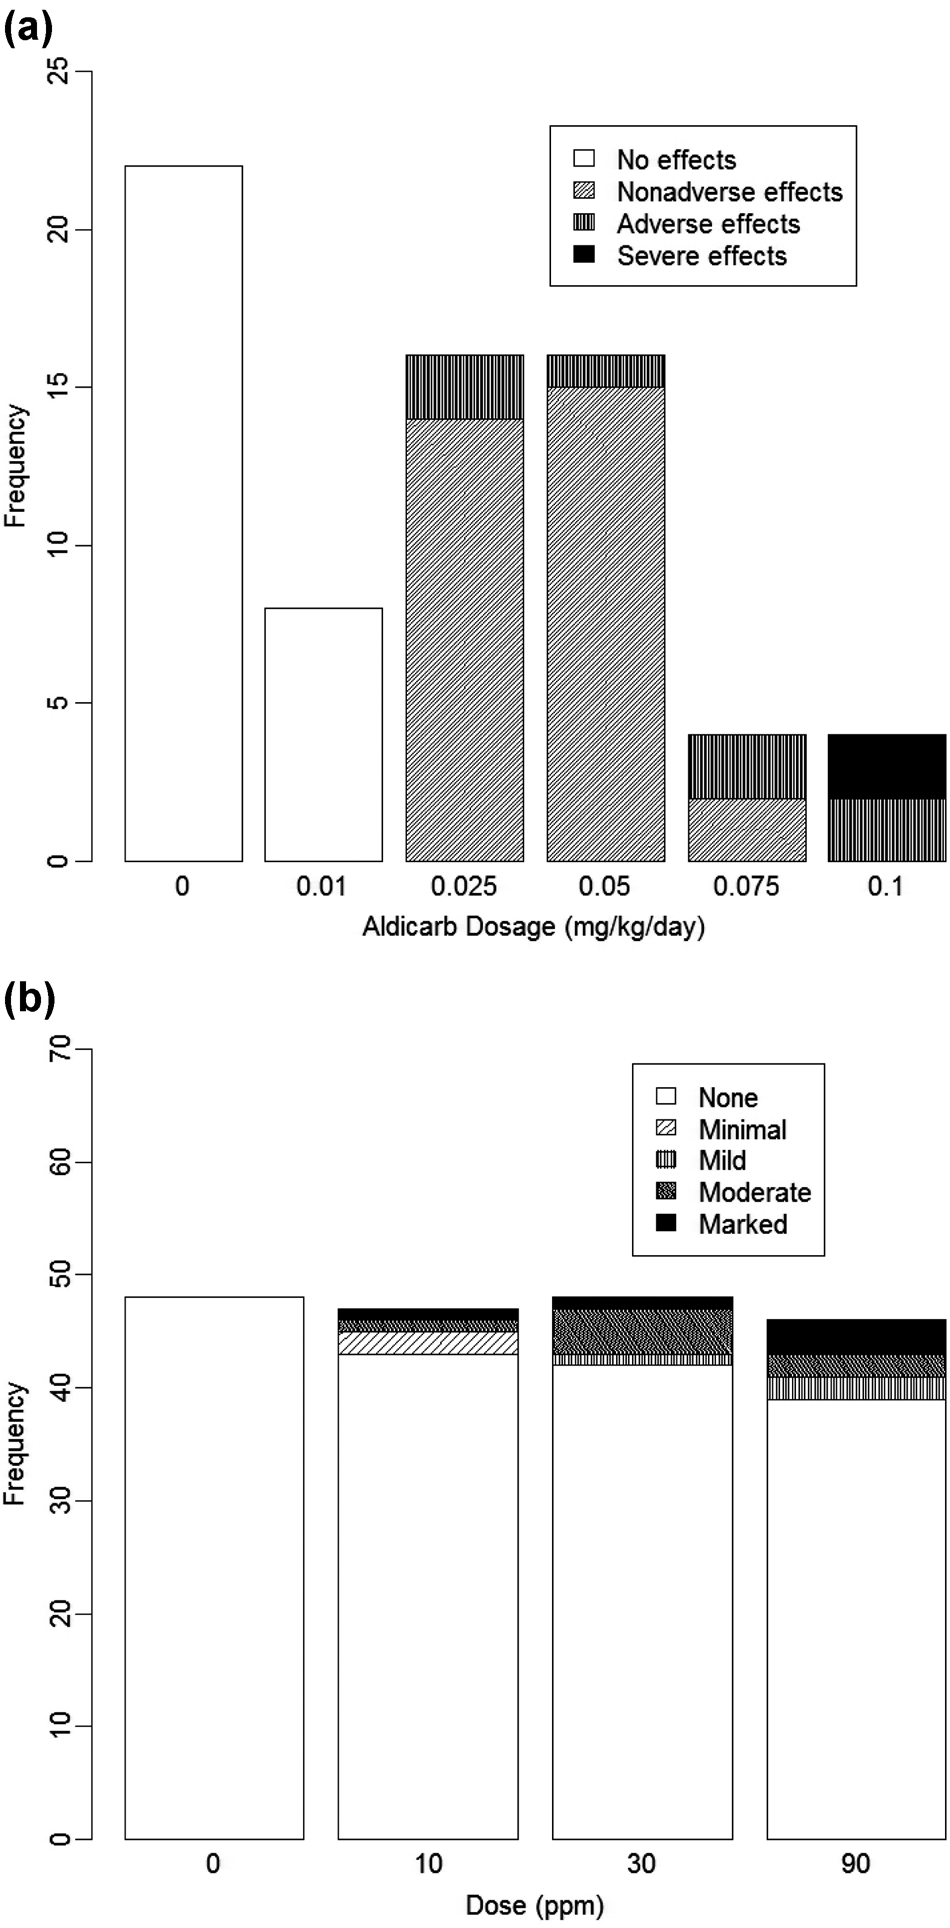 (a)
25
20
15
10
5
0
Frequency
No effects
Nonadverse effects
Adverse effects
Severe effects
0 0.01 0.025 0.05 0.075 0.1
Aldicarb Dosage (mg/kg/day)
(b)
70
60
50
40
30
20
10
0
Frequency
None
Minimal
Mild
Moderate
Marked
0 10 30 90
Dose (ppm)